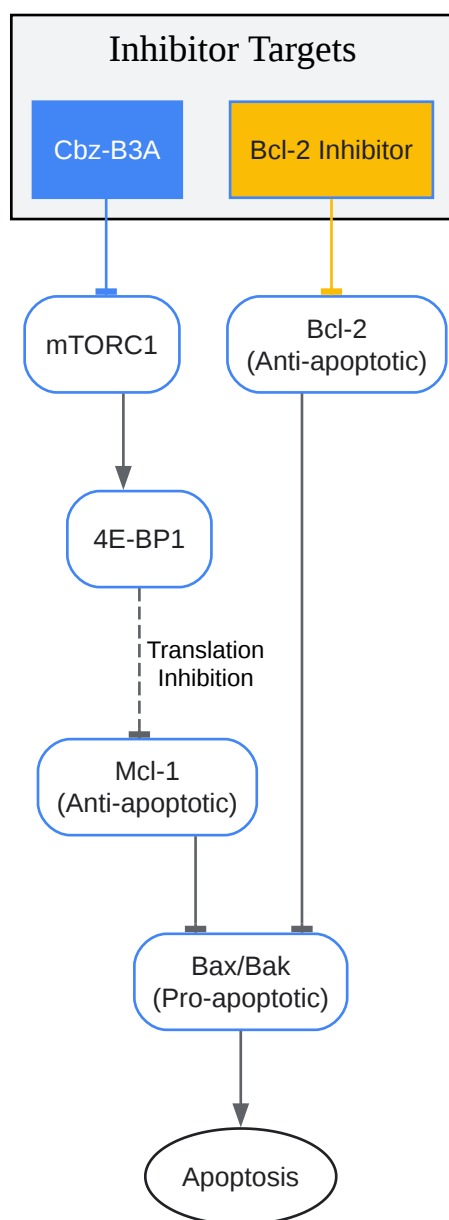 Inhibitor Targets
Cbz-B3A
Bcl-2 Inhibitor
mTORC1
Bcl-2
(Anti-apoptotic)
4E-BP1
Translation
Inhibition
Mcl-1
(Anti-apoptotic)
Bax/Bak
(Pro-apoptotic)
Apoptosis